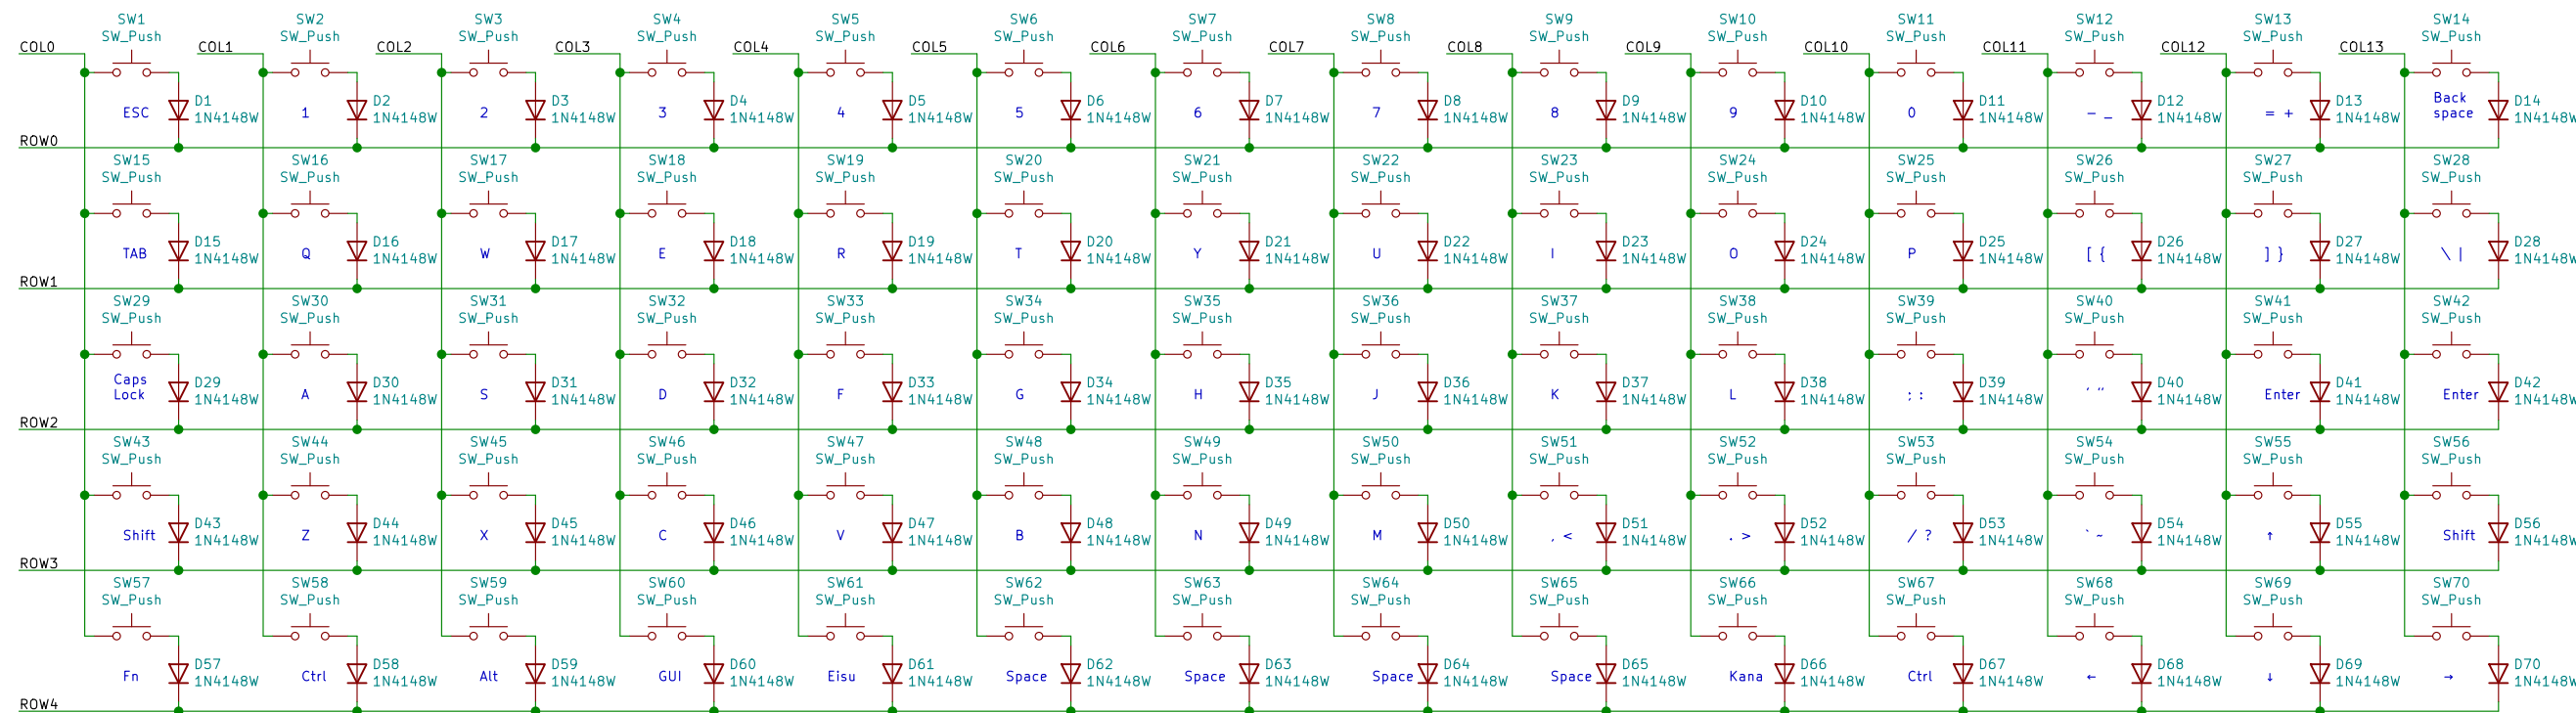 SW1 SW2 SW3 SW4 SW5 SW6 SW7 SW8 SW9 SW10 SW11 SW12 SW13 SW14
SW_Push SW_Push SW_Push SW_Push SW_Push SW_Push SW_Push SW_Push SW_Push SW_Push SW_Push SW_Push SW_Push SW_Push
COL0 COL1 COL2 COL3 COL4 COL5 COL6 COL7 COL8 COL9 COL10 COL11 COL12 COL13
D1 D2 D3 D4 D5 D6 D7 D8 D9 D10 D11 D12 D13 Back D14
ESC 1N4148W 1 1N4148W 2 1N4148W 3 1N4148W 4 1N4148W 5 1N4148W 6 1N4148W 7 1N4148W 8 1N4148W 9 1N4148W 0 1N4148W - _ 1N4148W = + 1N4148W space 1N4148W
ROW0
SW15 SW16 SW17 SW18 SW19 SW20 SW21 SW22 SW23 SW24 SW25 SW26 SW27 SW28
SW_Push SW_Push SW_Push SW_Push SW_Push SW_Push SW_Push SW_Push SW_Push SW_Push SW_Push SW_Push SW_Push SW_Push
D15 D16 D17 D18 D19 D20 D21 D22 D23 D24 D25 D26 D27 D28
TAB 1N4148W Q 1N4148W W 1N4148W E 1N4148W R 1N4148W T 1N4148W Y 1N4148W U 1N4148W I 1N4148W O 1N4148W P 1N4148W [ { 1N4148W ] } 1N4148W \ | 1N4148W
ROW1
SW29 SW30 SW31 SW32 SW33 SW34 SW35 SW36 SW37 SW38 SW39 SW40 SW41 SW42
SW_Push SW_Push SW_Push SW_Push SW_Push SW_Push SW_Push SW_Push SW_Push SW_Push SW_Push SW_Push SW_Push SW_Push
Caps D29 D30 D31 D32 D33 D34 D35 D36 D37 D38 D39 D40 D41 D42
Lock 1N4148W A 1N4148W S 1N4148W D 1N4148W F 1N4148W G 1N4148W H 1N4148W J 1N4148W K 1N4148W L 1N4148W ; : 1N4148W ' " 1N4148W Enter 1N4148W Enter 1N4148W
ROW2
SW43 SW44 SW45 SW46 SW47 SW48 SW49 SW50 SW51 SW52 SW53 SW54 SW55 SW56
SW_Push SW_Push SW_Push SW_Push SW_Push SW_Push SW_Push SW_Push SW_Push SW_Push SW_Push SW_Push SW_Push SW_Push
D43 D44 D45 D46 D47 D48 D49 D50 D51 D52 D53 D54 D55 D56
Shift 1N4148W Z 1N4148W X 1N4148W C 1N4148W V 1N4148W B 1N4148W N 1N4148W M 1N4148W , < 1N4148W . > 1N4148W / ? 1N4148W ` ~ 1N4148W ↑ 1N4148W Shift 1N4148W
ROW3
SW57 SW58 SW59 SW60 SW61 SW62 SW63 SW64 SW65 SW66 SW67 SW68 SW69 SW70
SW_Push SW_Push SW_Push SW_Push SW_Push SW_Push SW_Push SW_Push SW_Push SW_Push SW_Push SW_Push SW_Push SW_Push
D57 D58 D59 D60 D61 D62 D63 D64 D65 D66 D67 D68 D69 D70
Fn 1N4148W Ctrl 1N4148W Alt 1N4148W GUI 1N4148W Eisu 1N4148W Space 1N4148W Space 1N4148W Space 1N4148W Space 1N4148W Kana 1N4148W Ctrl 1N4148W ← 1N4148W ↓ 1N4148W → 1N4148W
ROW4